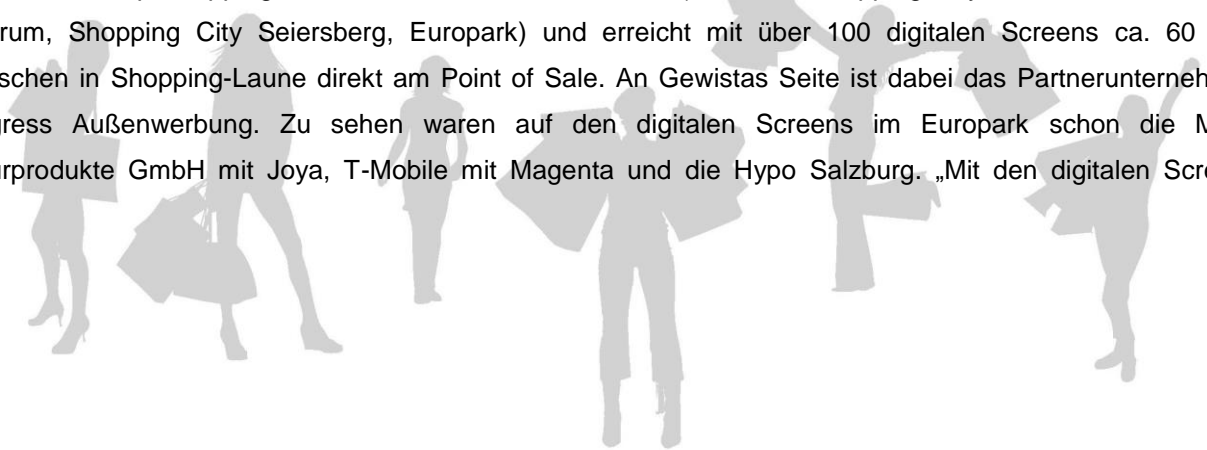 rum, Shopping City Seiersberg, Europark) und erreicht mit über 100 digitalen Screens ca. 60
schen in Shopping-Laune direkt am Point of Sale. An Gewistas Seite ist dabei das Partnerunterneh
gress Außenwerbung. Zu sehen waren auf den digitalen Screens im Europark schon die M
urprodukte GmbH mit Joya, T-Mobile mit Magenta und die Hypo Salzburg. „Mit den digitalen Scre